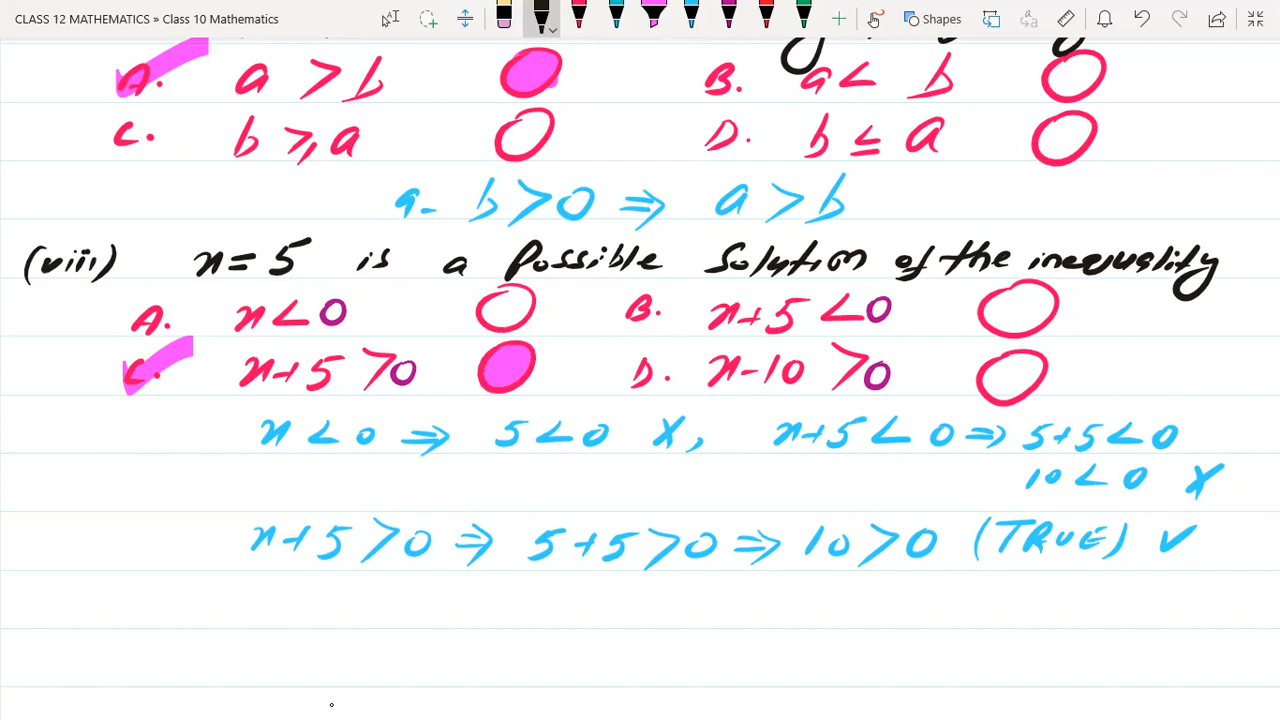 CLASS 12 MATHEMATICS » Class 10 Mathematics
Shapes
A. a > b B. a < b
C. b ≥ a D. b ≤ a
a - b > 0 ⇒ a > b
(viii) x = 5 is a Possible Solution of the inequality
A. x < 0 B. x + 5 < 0
C. x + 5 > 0 D. x - 10 > 0
x < 0 ⇒ 5 < 0 X, x + 5 < 0 ⇒ 5 + 5 < 0
10 < 0 X
x + 5 > 0 ⇒ 5 + 5 > 0 ⇒ 10 > 0 (TRUE) ✓